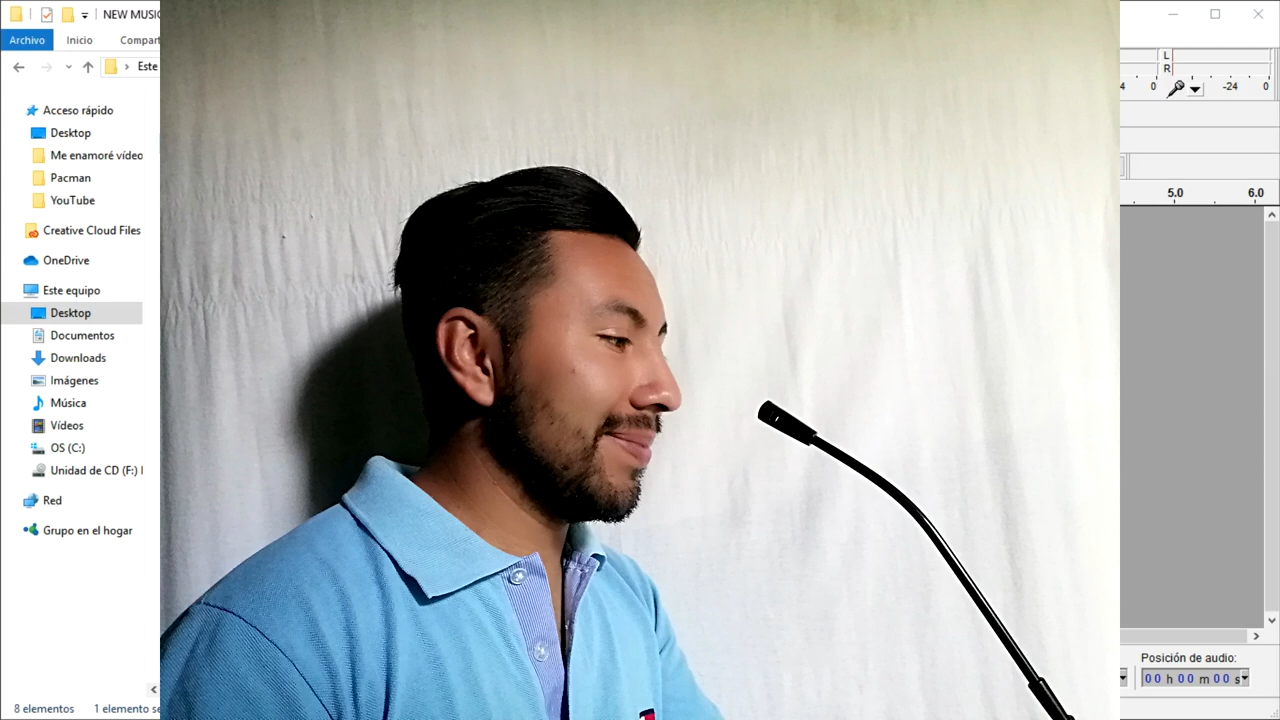 NEW MUSIC
Archivo Inicio Compart
Este
Acceso rápido
Desktop
Me enamoré vídeo
Pacman
YouTube
Creative Cloud Files
OneDrive
Este equipo
Desktop
Documentos
Downloads
Imágenes
Música
Vídeos
OS (C:)
Unidad de CD (F:)
Red
Grupo en el hogar
8 elementos 1 elemento se
L
R
4 0 -24 0
5.0 6.0
Posición de audio:
00 h 00 m 00 s